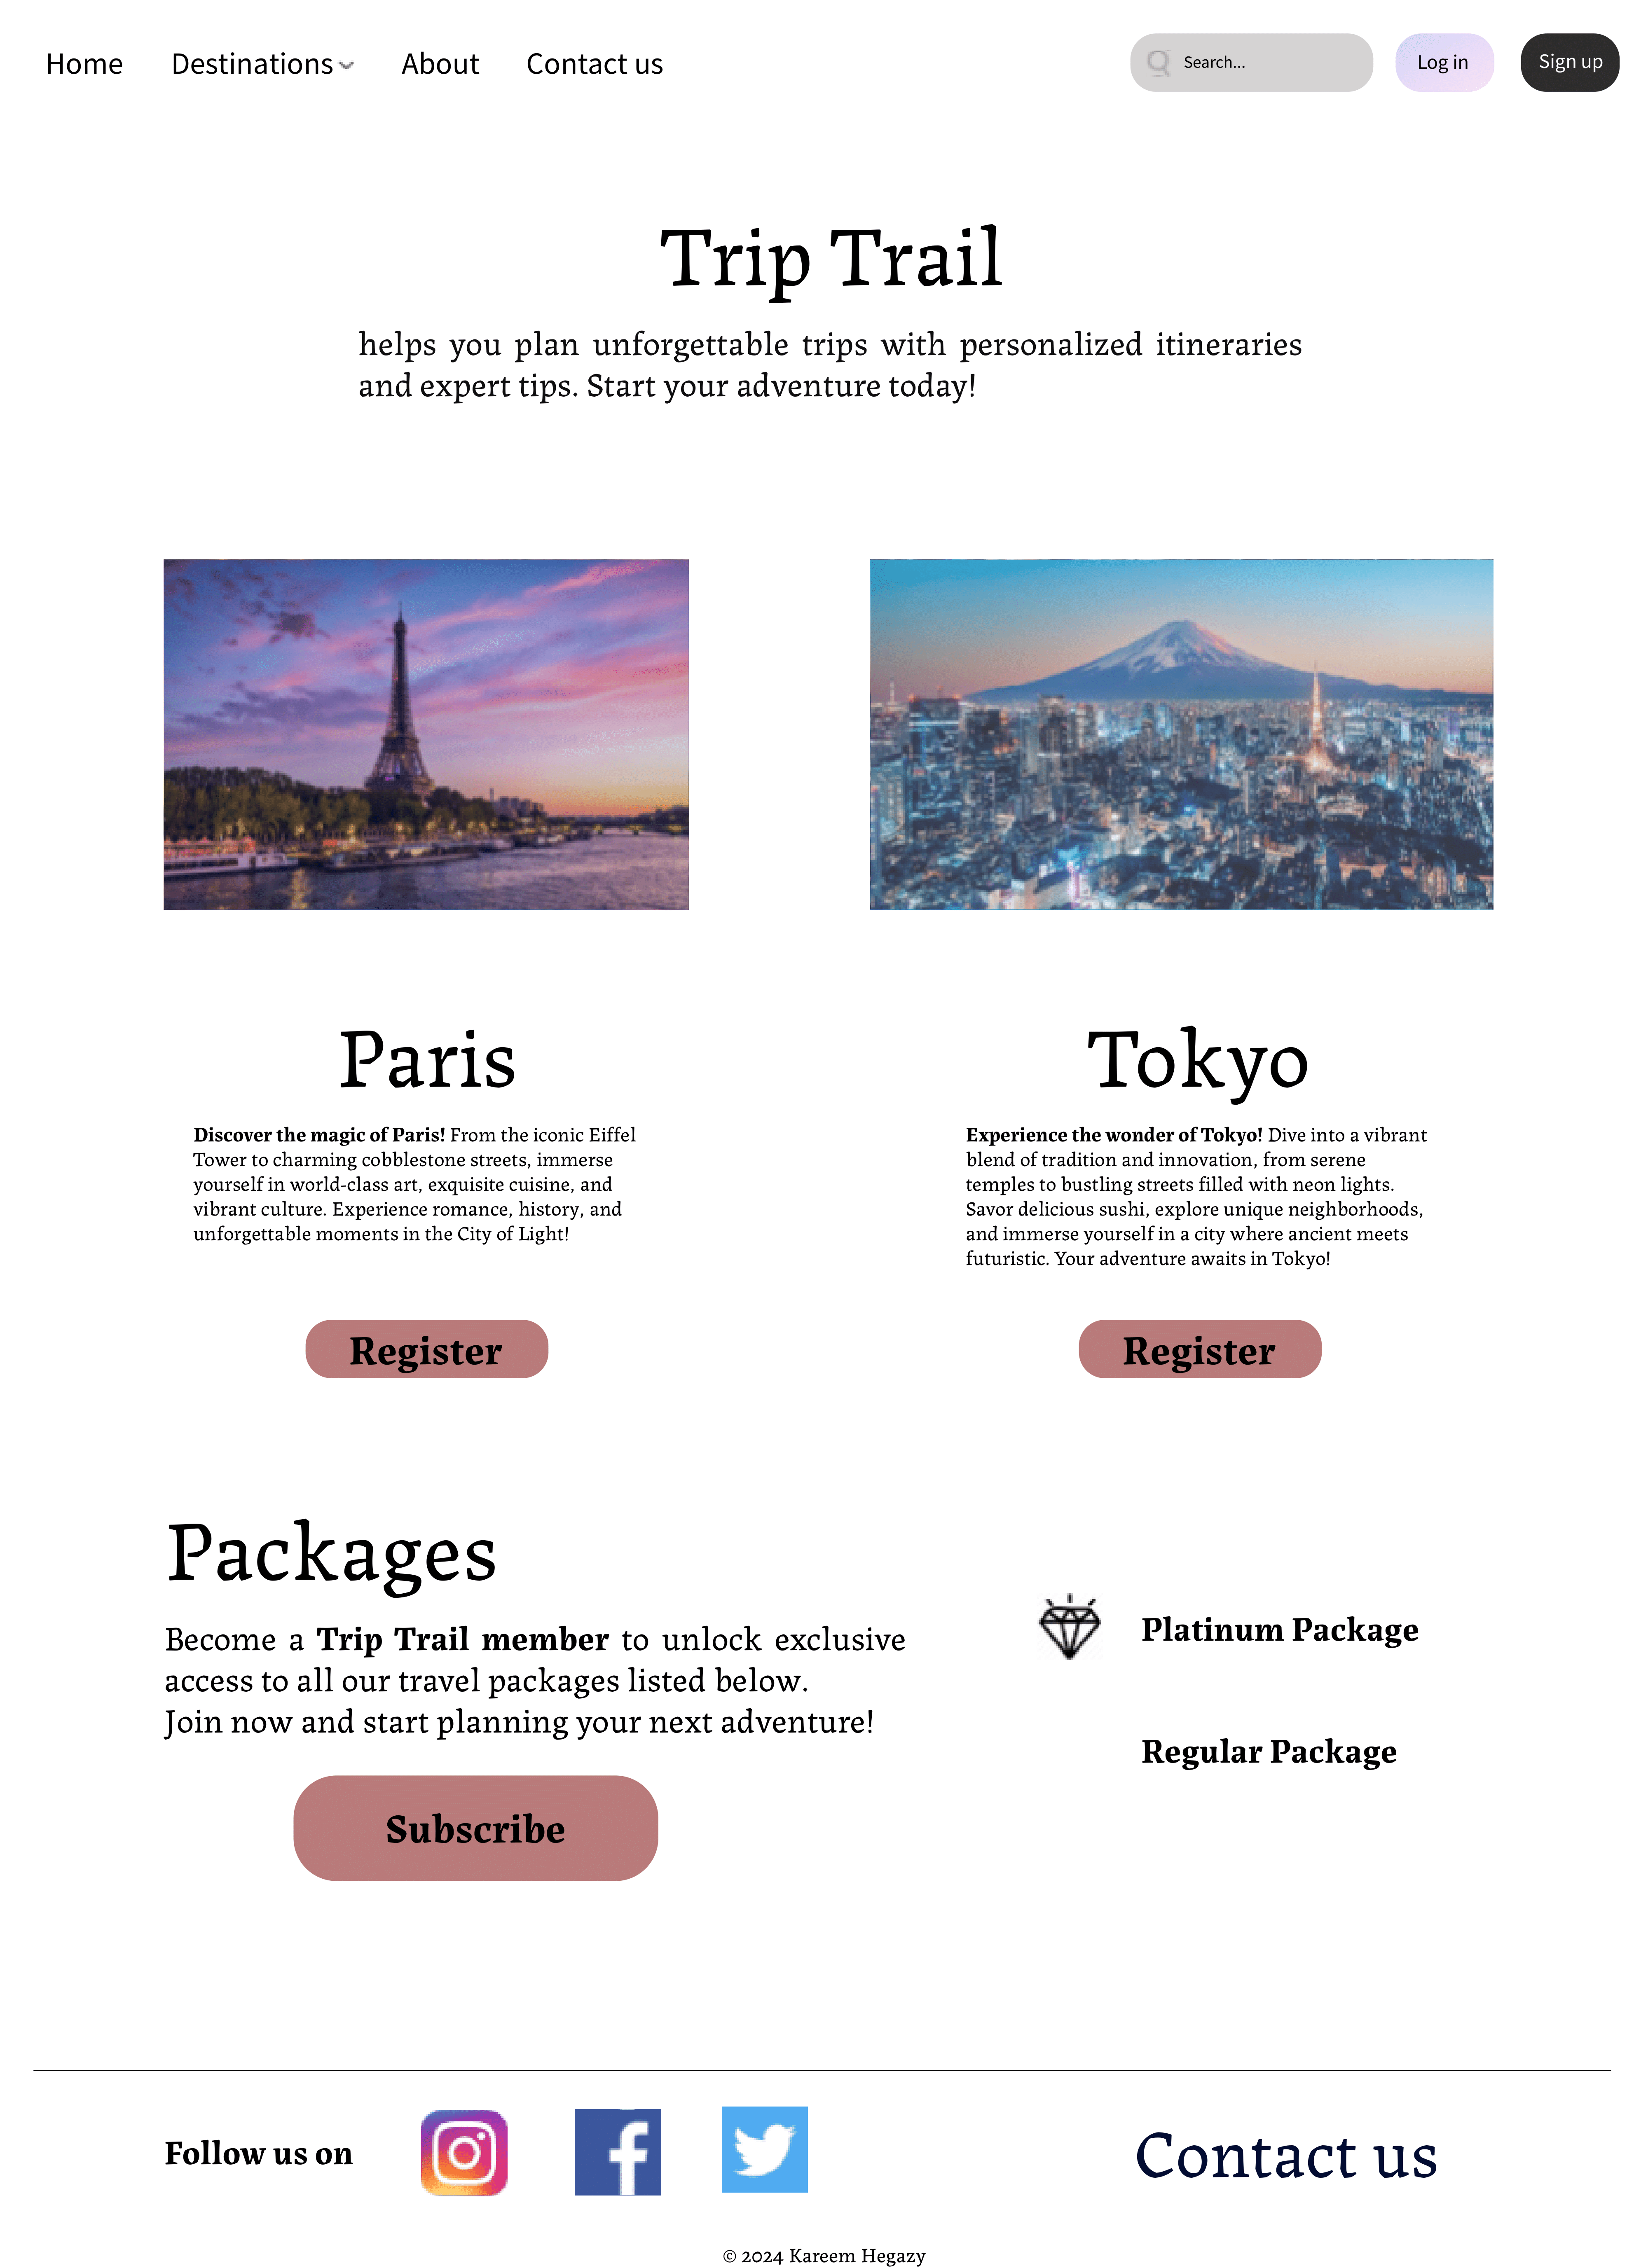 Home Destinations About Contact us Search... Log in Sign up
Trip Trail
helps you plan unforgettable trips with personalized itineraries
and expert tips. Start your adventure today!
Paris
Discover the magic of Paris! From the iconic Eiffel
Tower to charming cobblestone streets, immerse
yourself in world-class art, exquisite cuisine, and
vibrant culture. Experience romance, history, and
unforgettable moments in the City of Light!
Register
Tokyo
Experience the wonder of Tokyo! Dive into a vibrant
blend of tradition and innovation, from serene
temples to bustling streets filled with neon lights.
Savor delicious sushi, explore unique neighborhoods,
and immerse yourself in a city where ancient meets
futuristic. Your adventure awaits in Tokyo!
Register
Packages
Become a Trip Trail member to unlock exclusive
access to all our travel packages listed below.
Join now and start planning your next adventure!
Subscribe
Platinum Package
Regular Package
Follow us on
Contact us
© 2024 Kareem Hegazy